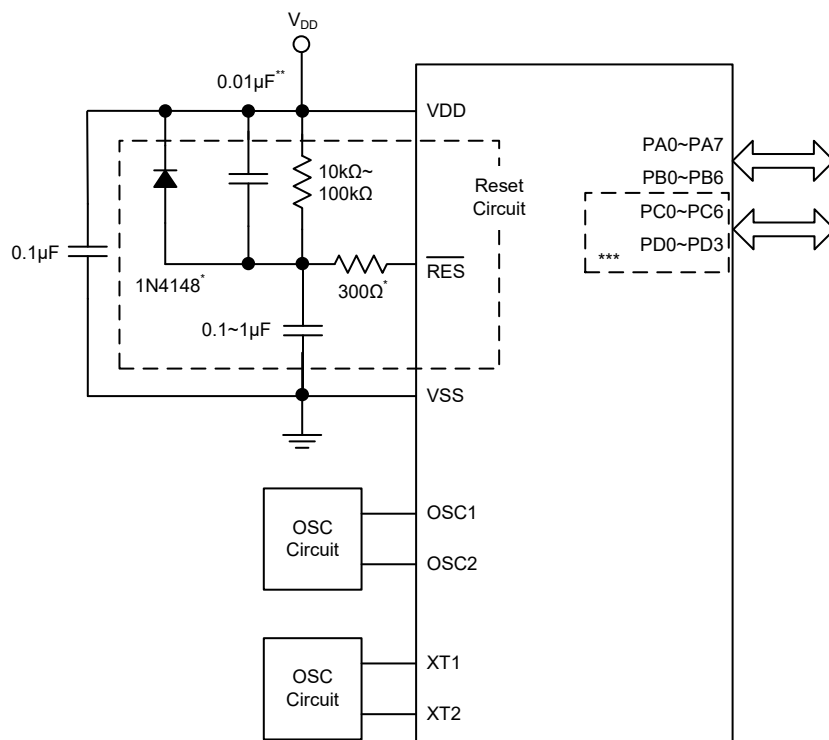 VDD
0.01µF**
VDD
10kΩ~
100kΩ
Reset
Circuit
PA0~PA7
PB0~PB6
PC0~PC6
PD0~PD3
***
0.1µF
1N4148*
300Ω*
RES
0.1~1µF
VSS
OSC
Circuit
OSC1
OSC2
OSC
Circuit
XT1
XT2